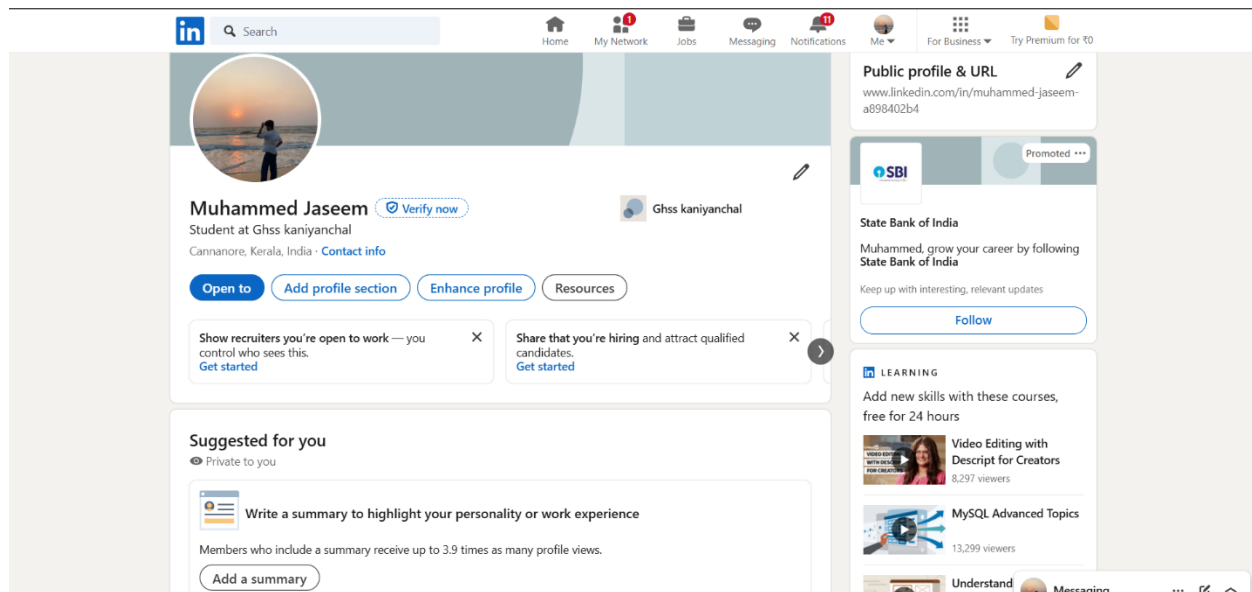 in
Search
1
11
Home
My Network
Jobs
Messaging
Notifications
Me
For Business
Try Premium for ₹0
Muhammed Jaseem
Verify now
Student at Ghss kaniyanchal
Cannanore, Kerala, India · Contact info
Ghss kaniyanchal
Open to
Add profile section
Enhance profile
Resources
Show recruiters you're open to work — you
control who sees this.
Get started
Share that you're hiring and attract qualified
candidates.
Get started
Suggested for you
Private to you
Write a summary to highlight your personality or work experience
Members who include a summary receive up to 3.9 times as many profile views.
Add a summary
Public profile & URL
www.linkedin.com/in/muhammed-jaseem-
a898402b4
Promoted
SBI
State Bank of India
Muhammed, grow your career by following
State Bank of India
Keep up with interesting, relevant updates
Follow
in LEARNING
Add new skills with these courses,
free for 24 hours
VIDEO EDITING
WITH DESCRIPT
FOR CREATORS
Video Editing with
Descript for Creators
8,297 viewers
MySQL Advanced Topics
13,299 viewers
Understand
Messaging